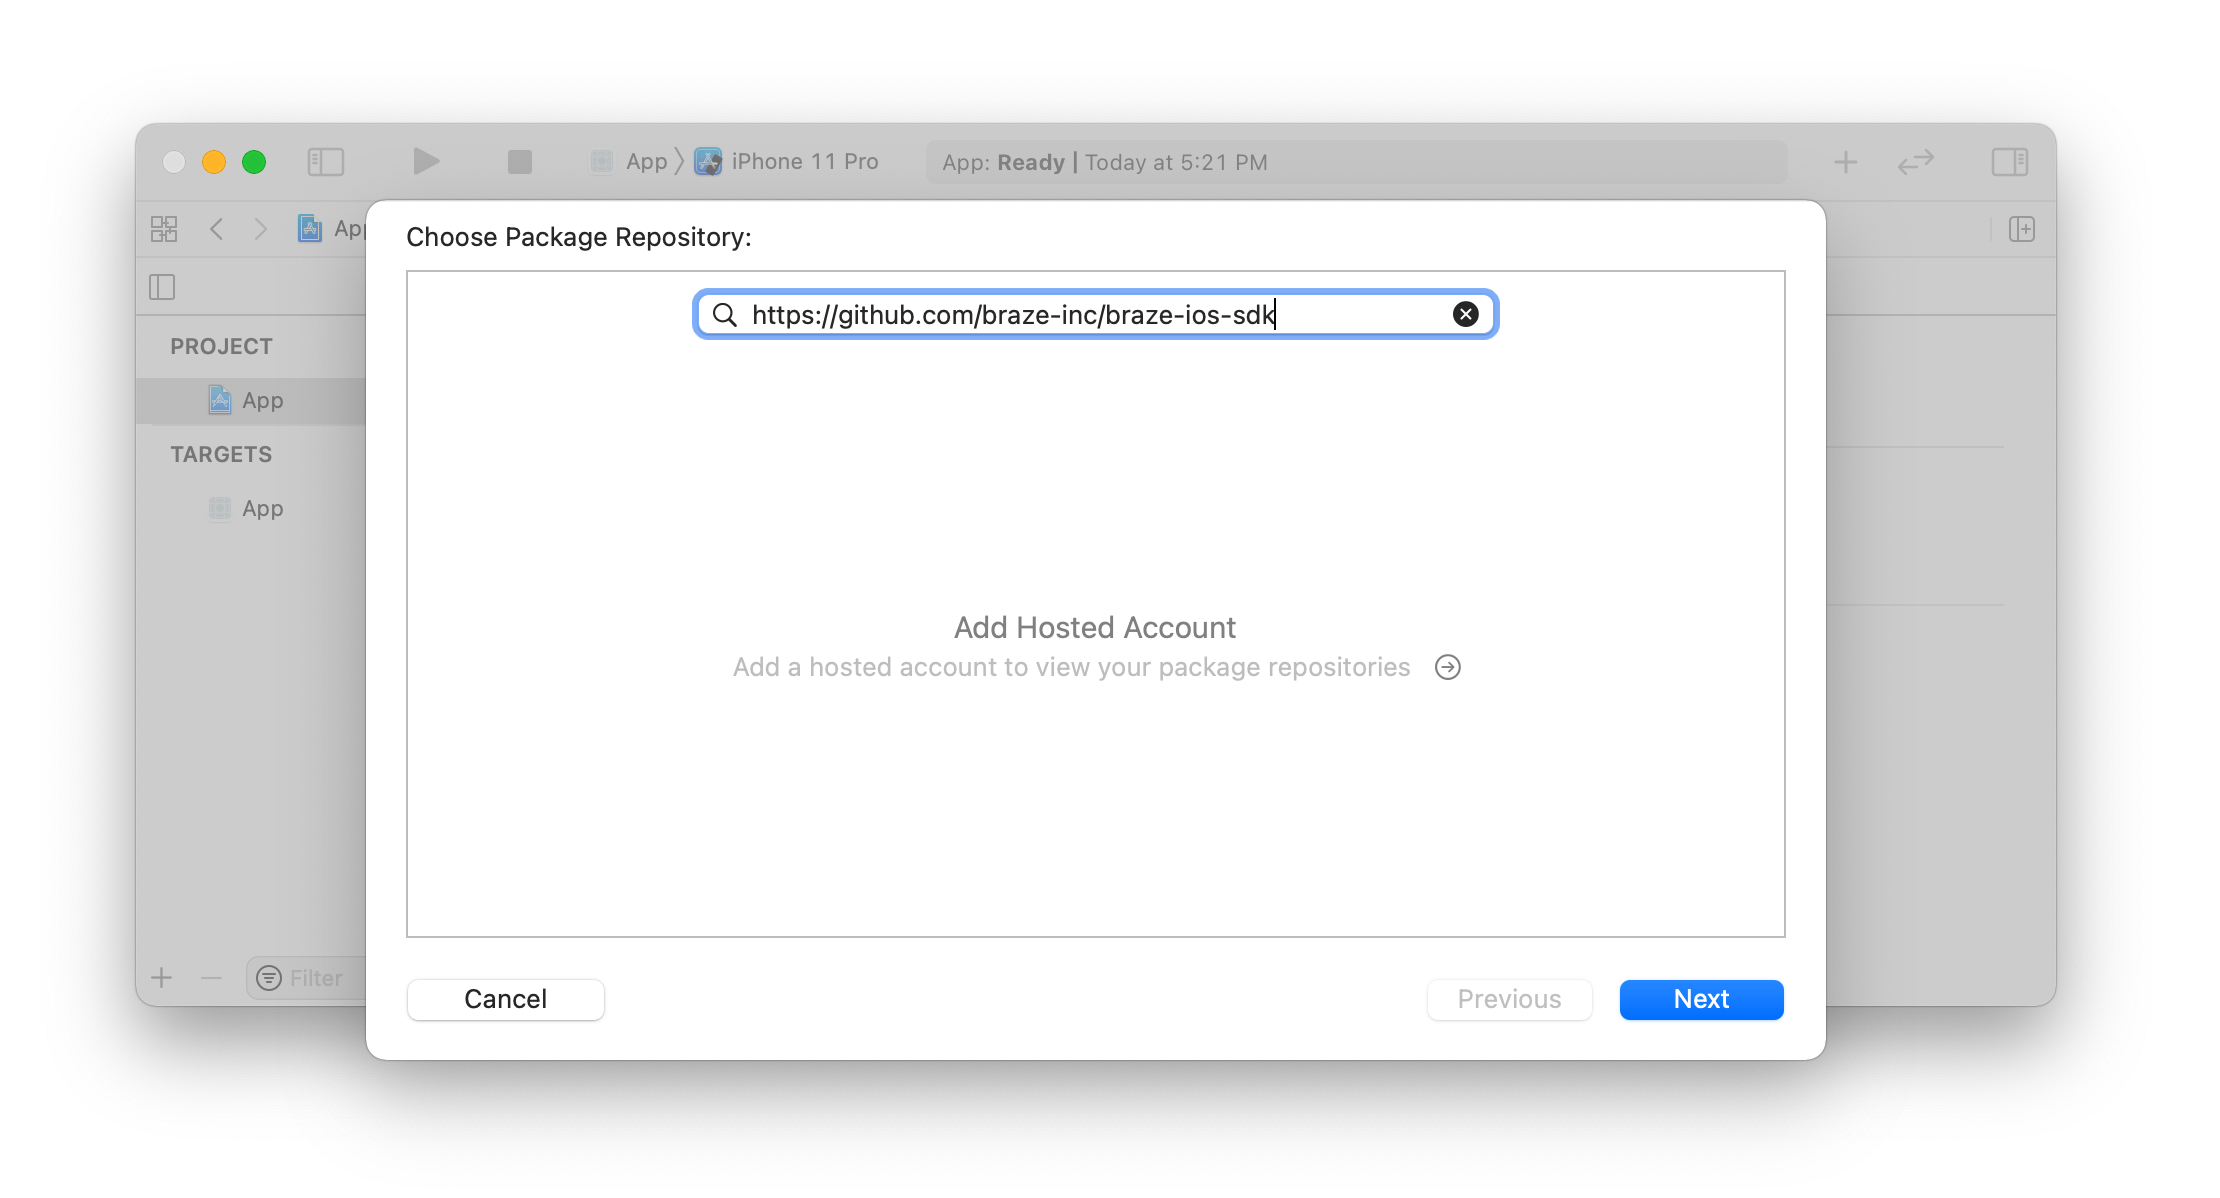 App 〉 iPhone 11 Pro
App: Ready | Today at 5:21 PM
App
Choose Package Repository:
https://github.com/braze-inc/braze-ios-sdk
PROJECT
App
TARGETS
App
Add Hosted Account
Add a hosted account to view your package repositories
Filter
Cancel
Previous
Next